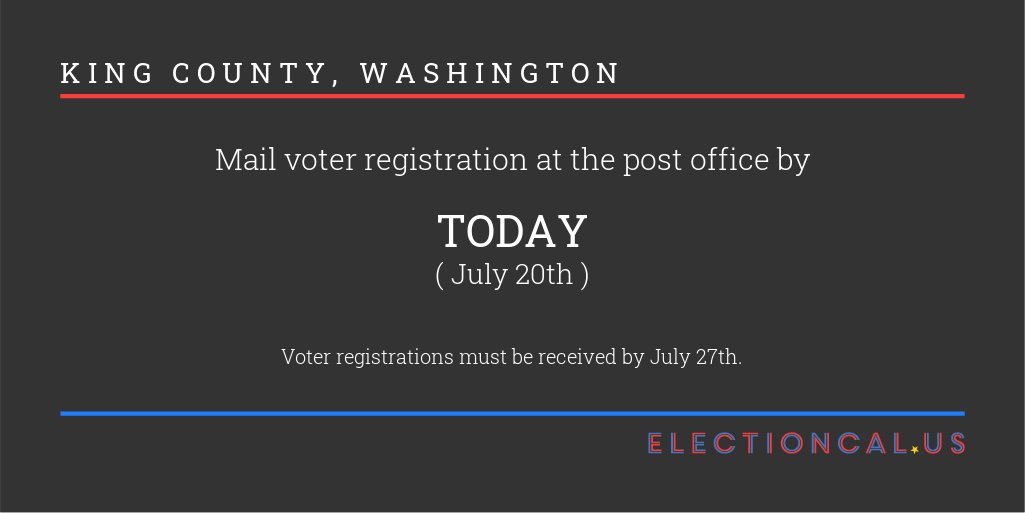 KING COUNTY, WASHINGTON
Mail voter registration at the post office by
TODAY
( July 20th )
Voter registrations must be received by July 27th.
ELECTIONCAL.US